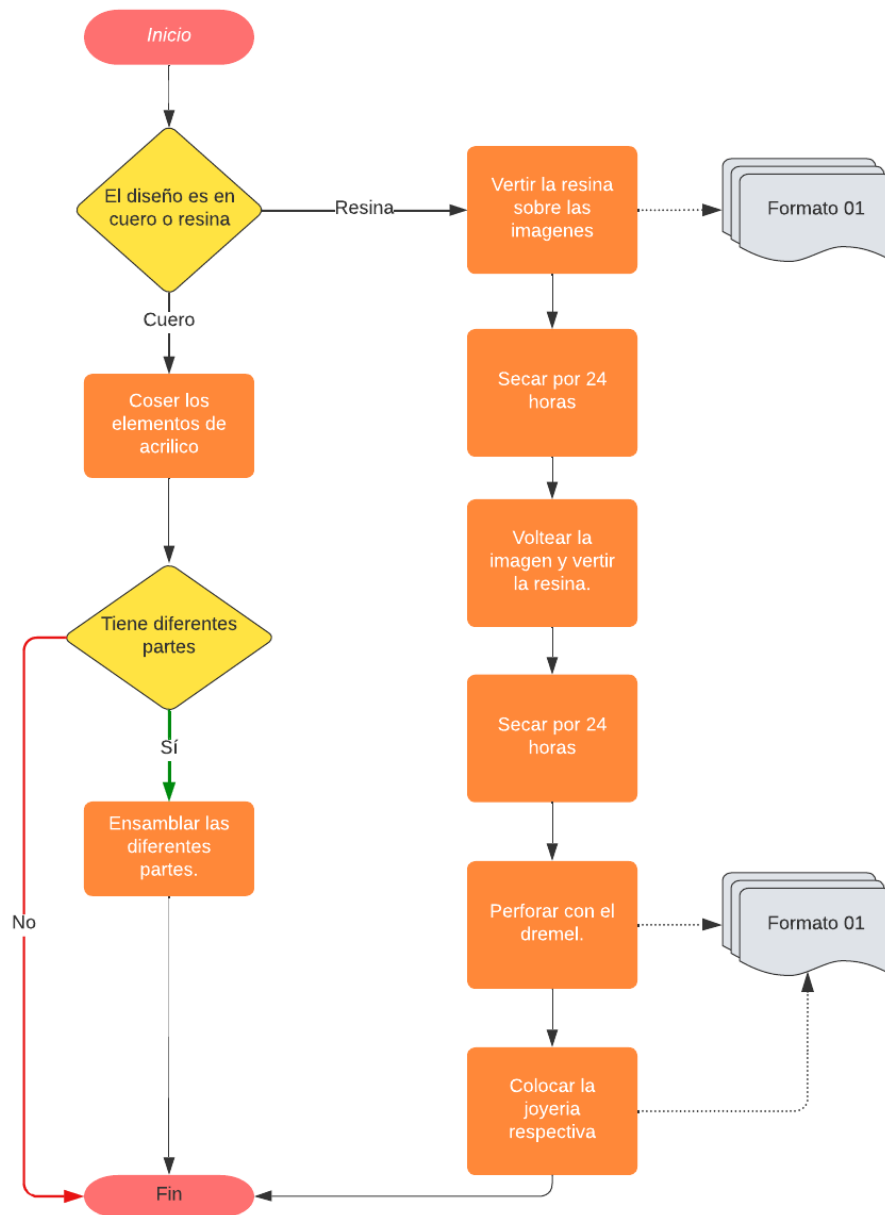 Inicio
El diseño es en
cuero o resina
Resina
Vertir la resina
sobre las
imagenes
Formato 01
Cuero
Coser los
elementos de
acrilico
Secar por 24
horas
Voltear la
imagen y vertir
la resina.
Tiene diferentes
partes
Secar por 24
horas
Sí
Ensamblar las
diferentes
partes.
No
Perforar con el
dremel.
Formato 01
Colocar la
joyeria
respectiva
Fin